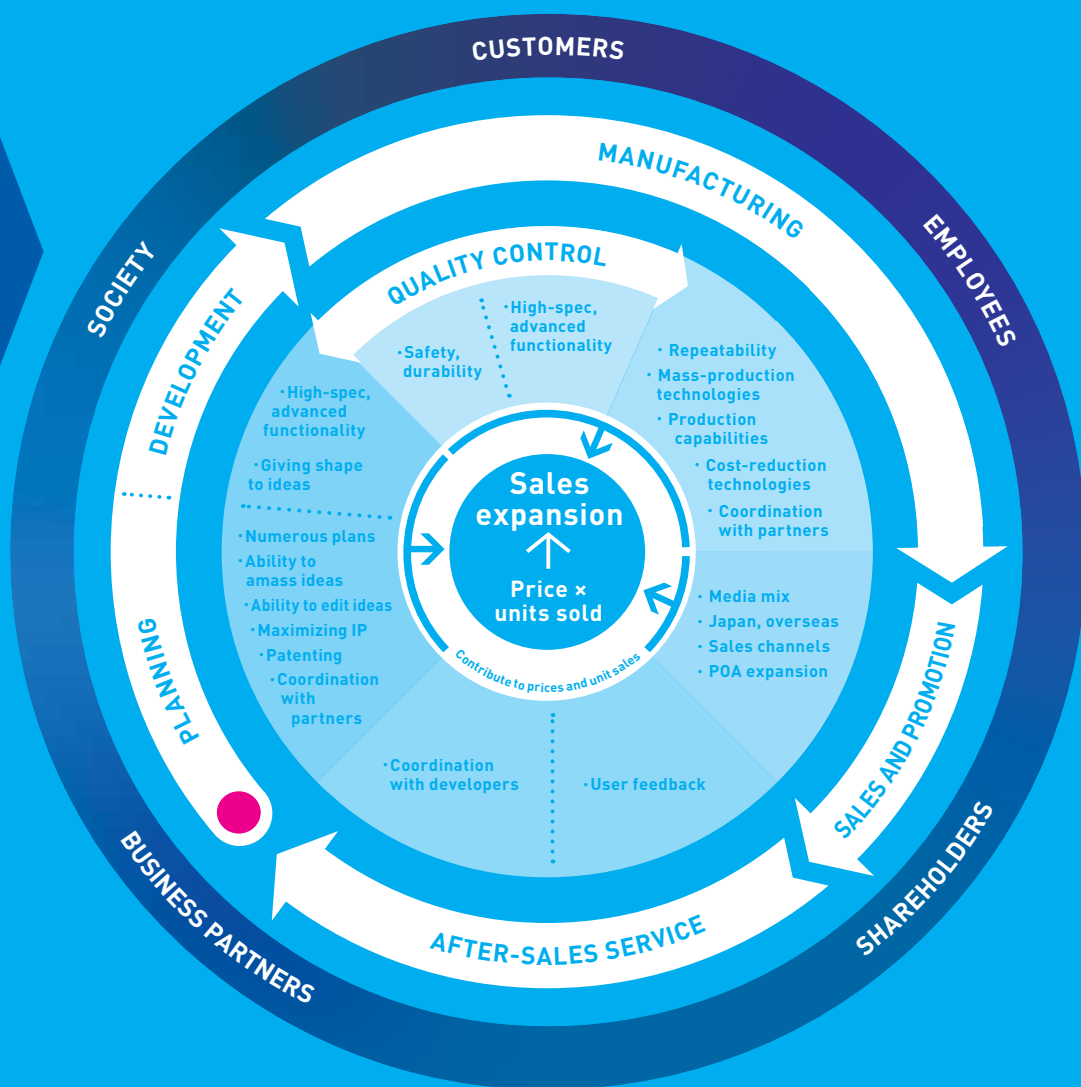 CUSTOMERS
EMPLOYEES
SHAREHOLDERS
BUSINESS PARTNERS
SOCIETY
PLANNING
DEVELOPMENT
MANUFACTURING
SALES AND PROMOTION
AFTER-SALES SERVICE
QUALITY CONTROL
・Safety,
durability
・High-spec,
advanced
functionality
・Repeatability
・Mass-production
technologies
・Production
capabilities
・Cost-reduction
technologies
・Coordination
with partners
・Media mix
・Japan, overseas
・Sales channels
・POA expansion
・User feedback
・Coordination
with developers
・High-spec,
advanced
functionality
・Giving shape
to ideas
・Numerous plans
・Ability to
amass ideas
・Ability to edit ideas
・Maximizing IP
・Patenting
・Coordination
with
partners
Sales
expansion
Price ×
units sold
Contribute to prices and unit sales